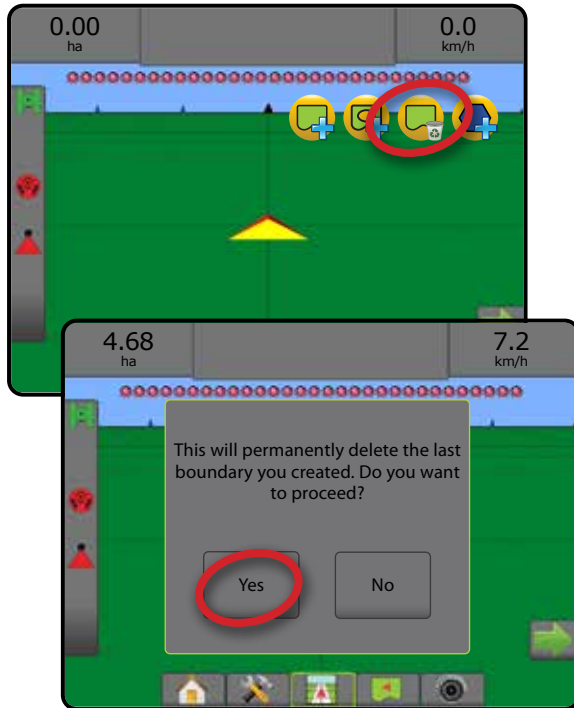 0.00
ha
0.0
km/h
4.68
ha
7.2
km/h
This will permanently delete the last
boundary you created. Do you want
to proceed?
Yes
No